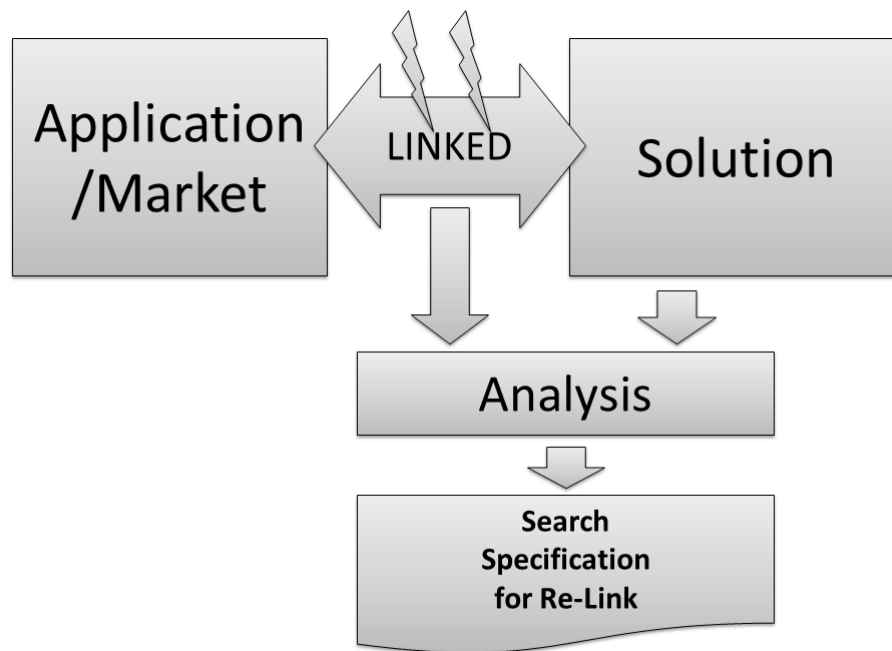 Application
/Market
LINKED
Solution
Analysis
Search
Specification
for Re-Link